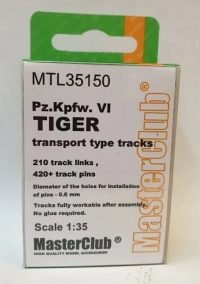 MTL35150
Pz.Kpfw. VI
TIGER
transport type tracks
210 track links ,
420+ track pins
Diameter of the holes for installation
of pins - 0.6 mm
Tracks fully workable after assembly.
No glue required.
Scale 1:35
MasterClub ®
HIGH QUALITY MODEL ACCESSORIES
MasterClub®